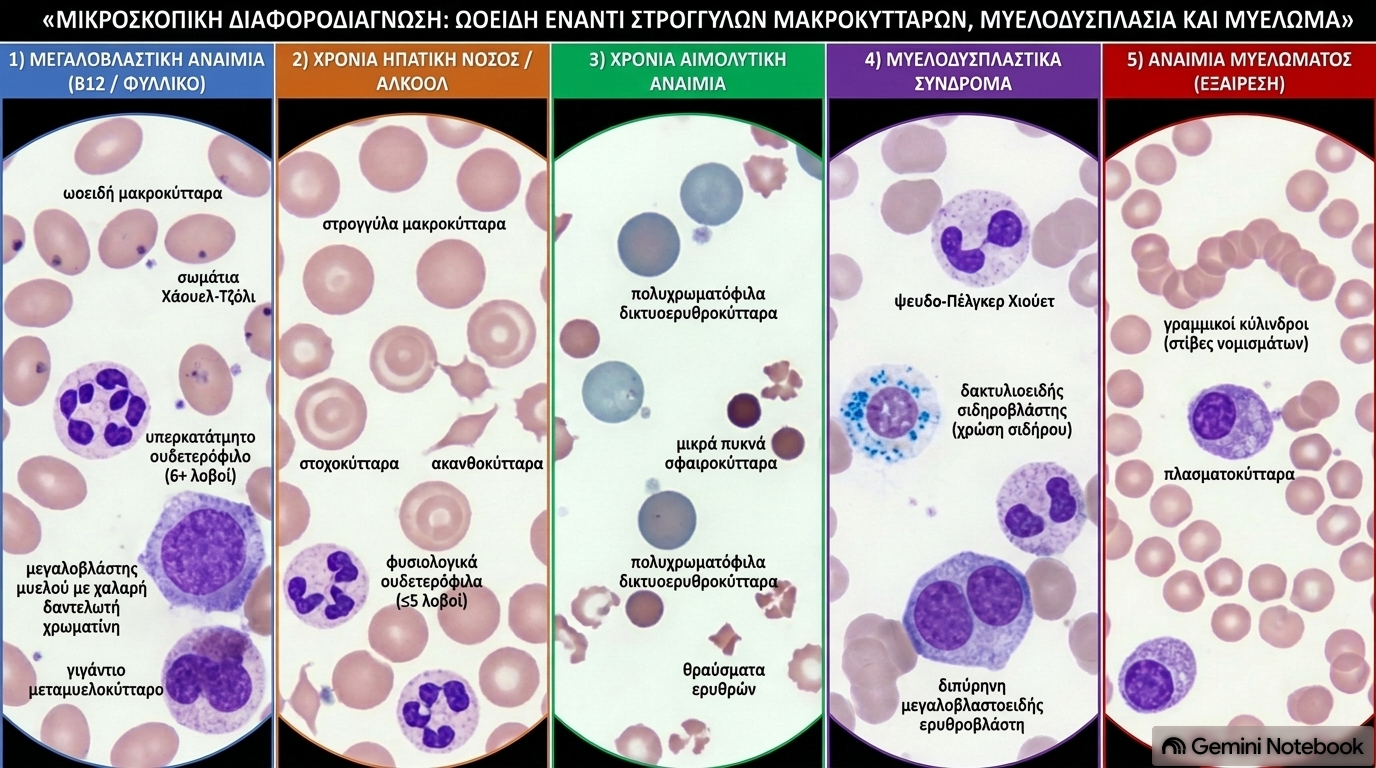 «ΜΙΚΡΟΣΚΟΠΙΚΗ ΔΙΑΦΟΡΟΔΙΑΓΝΩΣΗ: ΩΟΕΙΔΗ ΕΝΑΝΤΙ ΣΤΡΟΓΓΥΛΩΝ ΜΑΚΡΟΚΥΤΤΑΡΩΝ, ΜΥΕΛΟΔΥΣΠΛΑΣΙΑ ΚΑΙ ΜΥΕΛΩΜΑ»
1) ΜΕΓΑΛΟΒΛΑΣΤΙΚΗ ΑΝΑΙΜΙΑ
(Β12 / ΦΥΛΛΙΚΟ)
ωοειδή μακροκύτταρα
σωμάτια
Χάουελ-Τζόλι
υπερκατάτμητο
ουδετερόφιλο
(6+ λοβοί)
μεγαλοβλάστης
μυελού με χαλαρή
δαντελωτή
χρωματίνη
γιγάντιο
μεταμυελοκύτταρο
2) ΧΡΟΝΙΑ ΗΠΑΤΙΚΗ ΝΟΣΟΣ /
ΑΛΚΟΟΛ
στρογγύλα μακροκύτταρα
στοχοκύτταρα
ακανθοκύτταρα
φυσιολογικά
ουδετερόφιλα
(≤5 λοβοί)
3) ΧΡΟΝΙΑ ΑΙΜΟΛΥΤΙΚΗ
ΑΝΑΙΜΙΑ
πολυχρωματόφιλα
δικτυοερυθροκύτταρα
μικρά πυκνά
σφαιροκύτταρα
πολυχρωματόφιλα
δικτυοερυθροκύτταρα
θραύσματα
ερυθρών
4) ΜΥΕΛΟΔΥΣΠΛΑΣΤΙΚΑ
ΣΥΝΔΡΟΜΑ
ψευδο-Πέλγκερ Χιούετ
δακτυλιοειδής
σιδηροβλάστης
(χρώση σιδήρου)
διπύρηνη
μεγαλοβλαστοειδής
ερυθροβλάστη
5) ΑΝΑΙΜΙΑ ΜΥΕΛΩΜΑΤΟΣ
(ΕΞΑΙΡΕΣΗ)
γραμμικοί κύλινδροι
(στίβες νομισμάτων)
πλασματοκύτταρα
Gemini Notebook